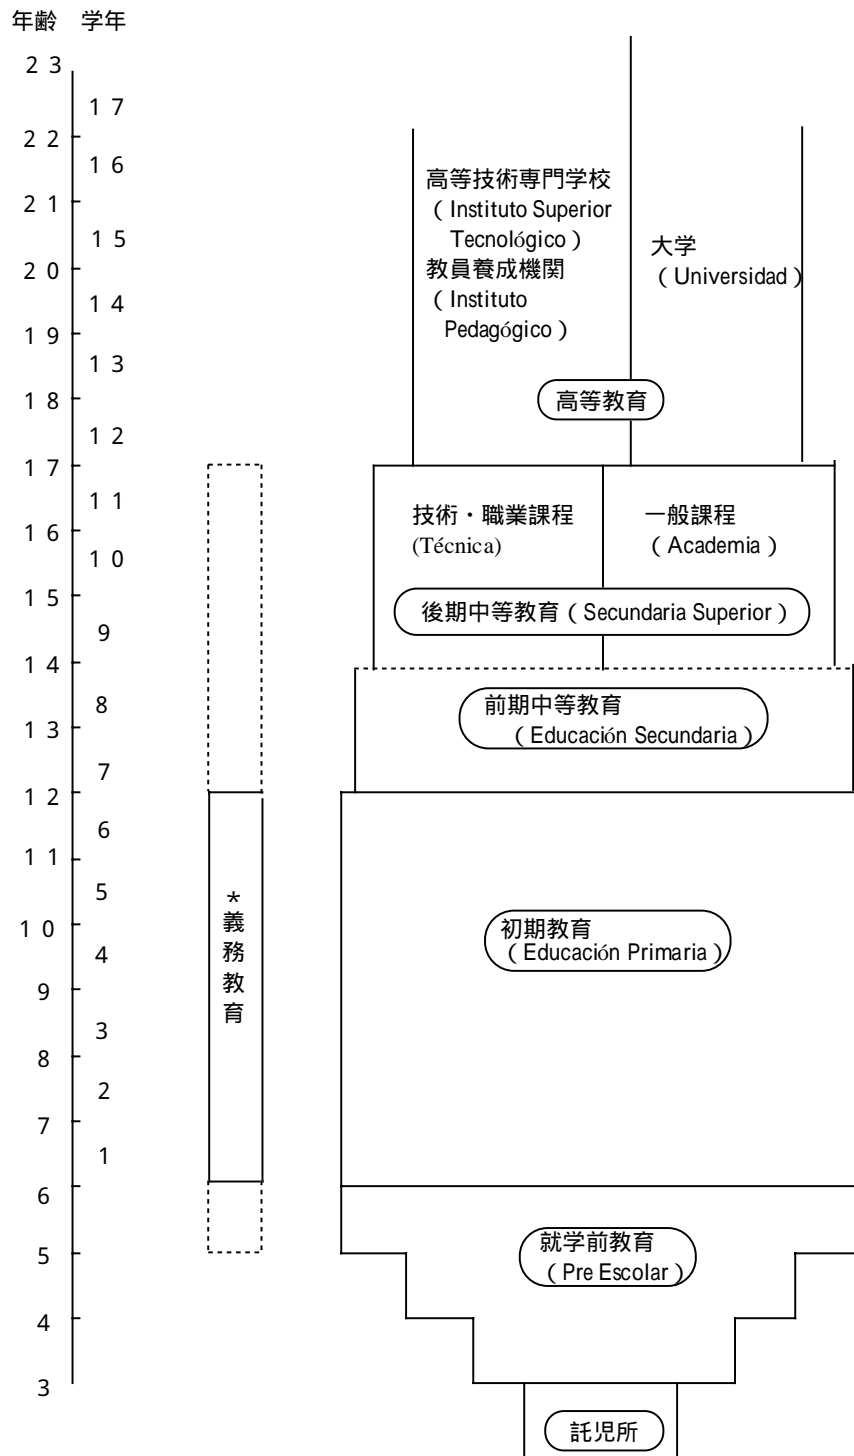 年齢 学年
23
17
22
16
21
15
20
14
19
13
18
12
17
11
16
10
15
9
14
8
13
7
12
6
11
5
10
4
9
3
8
2
7
1
6
5
4
3
*義務教育
高等技術専門学校
(Instituto Superior
Tecnológico)
教員養成機関
(Instituto
Pedagógico)
大学
(Universidad)
高等教育
技術・職業課程
(Técnica)
一般課程
(Academia)
後期中等教育(Secundaria Superior)
前期中等教育
(Educación Secundaria)
初期教育
(Educación Primaria)
就学前教育
(Pre Escolar)
託児所